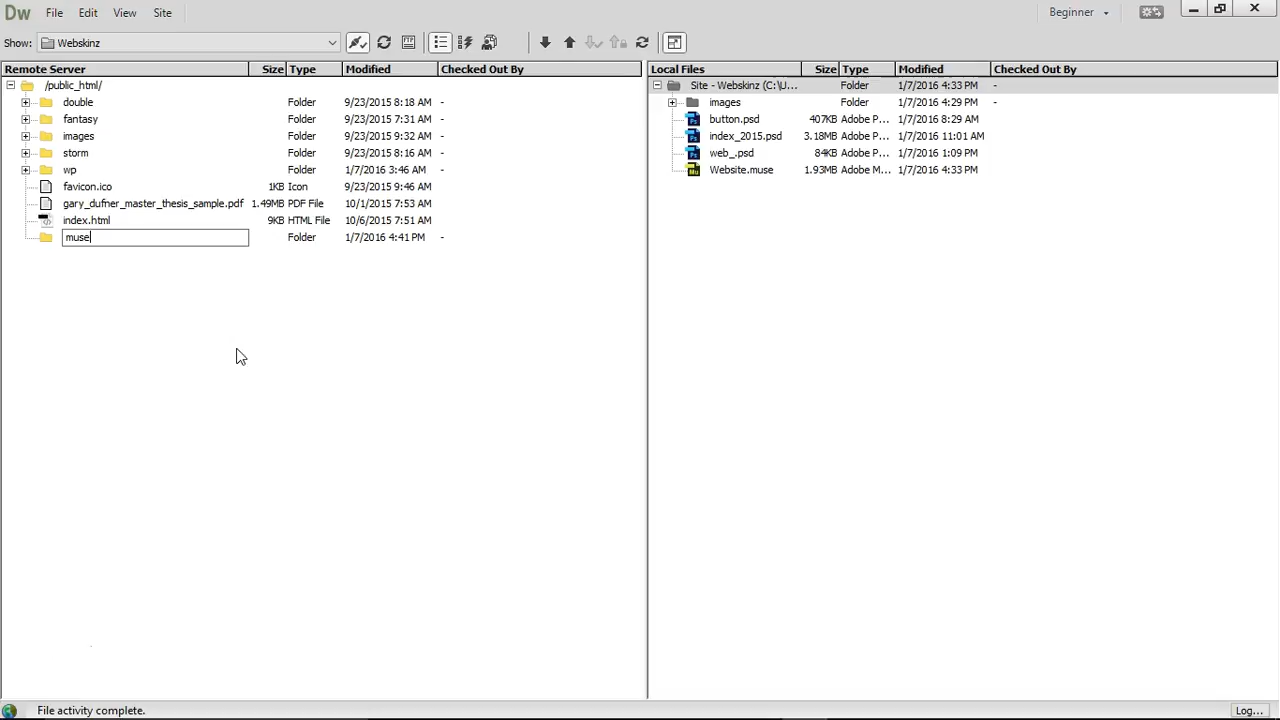 Dw File Edit View Site Beginner
Show: Webskinz
Remote Server Size Type Modified Checked Out By
/public_html/
double Folder 9/23/2015 8:18 AM -
fantasy Folder 9/23/2015 7:31 AM -
images Folder 9/23/2015 9:32 AM -
storm Folder 9/23/2015 8:16 AM -
wp Folder 1/7/2016 3:46 AM -
favicon.ico 1KB Icon 9/23/2015 9:46 AM
gary_dufner_master_thesis_sample.pdf 1.49MB PDF File 10/1/2015 7:53 AM
index.html 9KB HTML File 10/6/2015 7:51 AM
muse Folder 1/7/2016 4:41 PM -
Local Files Size Type Modified Checked Out By
Site - Webskinz (C:\U... Folder 1/7/2016 4:33 PM -
images Folder 1/7/2016 4:29 PM -
Ps button.psd 407KB Adobe P... 1/7/2016 8:29 AM
Ps index_2015.psd 3.18MB Adobe P... 1/7/2016 11:01 AM
Ps web_.psd 84KB Adobe P... 1/7/2016 1:09 PM
Mu Website.muse 1.93MB Adobe M... 1/7/2016 4:33 PM
File activity complete. Log...